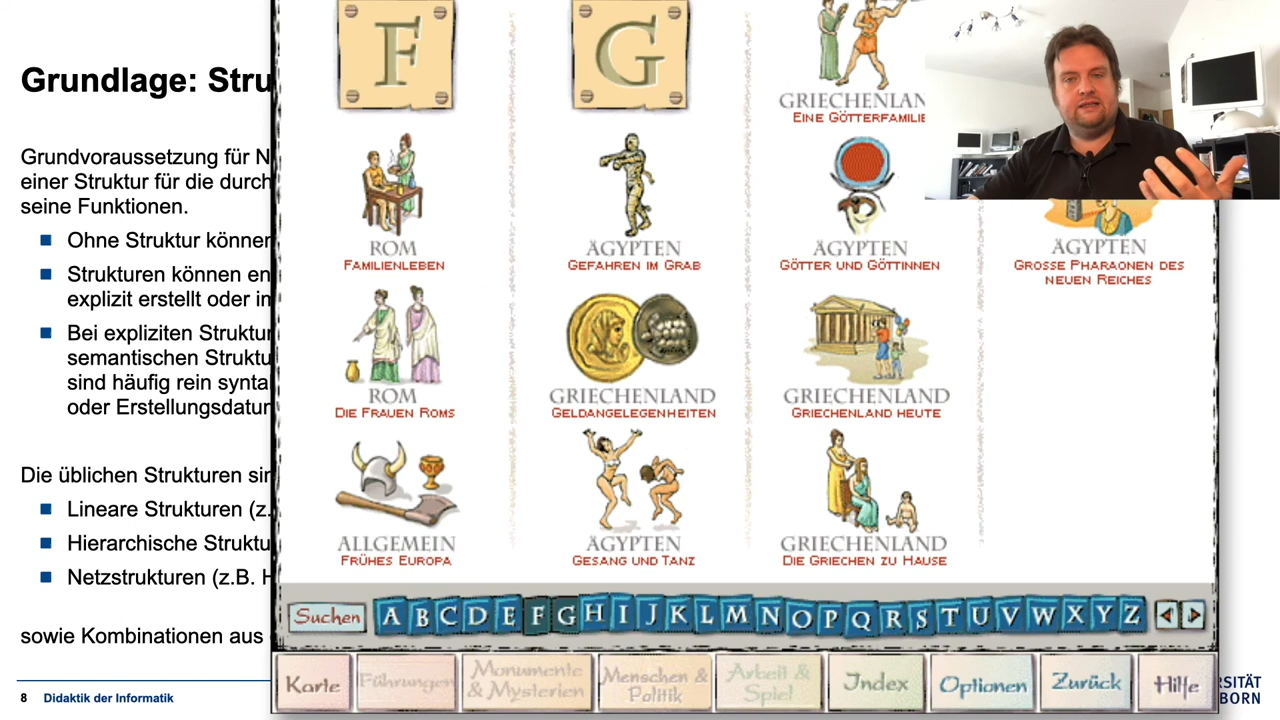 Grundlage: Stru
Grundvoraussetzung für N
einer Struktur für die durch
seine Funktionen.
Ohne Struktur können
Strukturen können en
explizit erstellt oder in
Bei expliziten Struktur
semantischen Struktu
sind häufig rein synta
oder Erstellungsdatur
Die üblichen Strukturen sin
Lineare Strukturen (z.
Hierarchische Struktu
Netzstrukturen (z.B. H
sowie Kombinationen aus
8 Didaktik der Informatik
F
G
GRIECHENLAN
EINE GÖTTERFAMILIE
ROM
FAMILIENLEBEN
ÄGYPTEN
GEFAHREN IM GRAB
ÄGYPTEN
GÖTTER UND GÖTTINNEN
ÄGYPTEN
GROSSE PHARAONEN DES
NEUEN REICHES
ROM
DIE FRAUEN ROMS
GRIECHENLAND
GELDANGELEGENHEITEN
GRIECHENLAND
GRIECHENLAND HEUTE
ALLGEMEIN
FRÜHES EUROPA
ÄGYPTEN
GESANG UND TANZ
GRIECHENLAND
DIE GRIECHEN ZU HAUSE
Suchen A B C D E F G H I J K L M N O P Q R S T U V W X Y Z
Karte Führungen Monumente & Mysterien Menschen & Politik Arbeit & Spiel Index Optionen Zurück Hilfe
RSITÄT
BORN